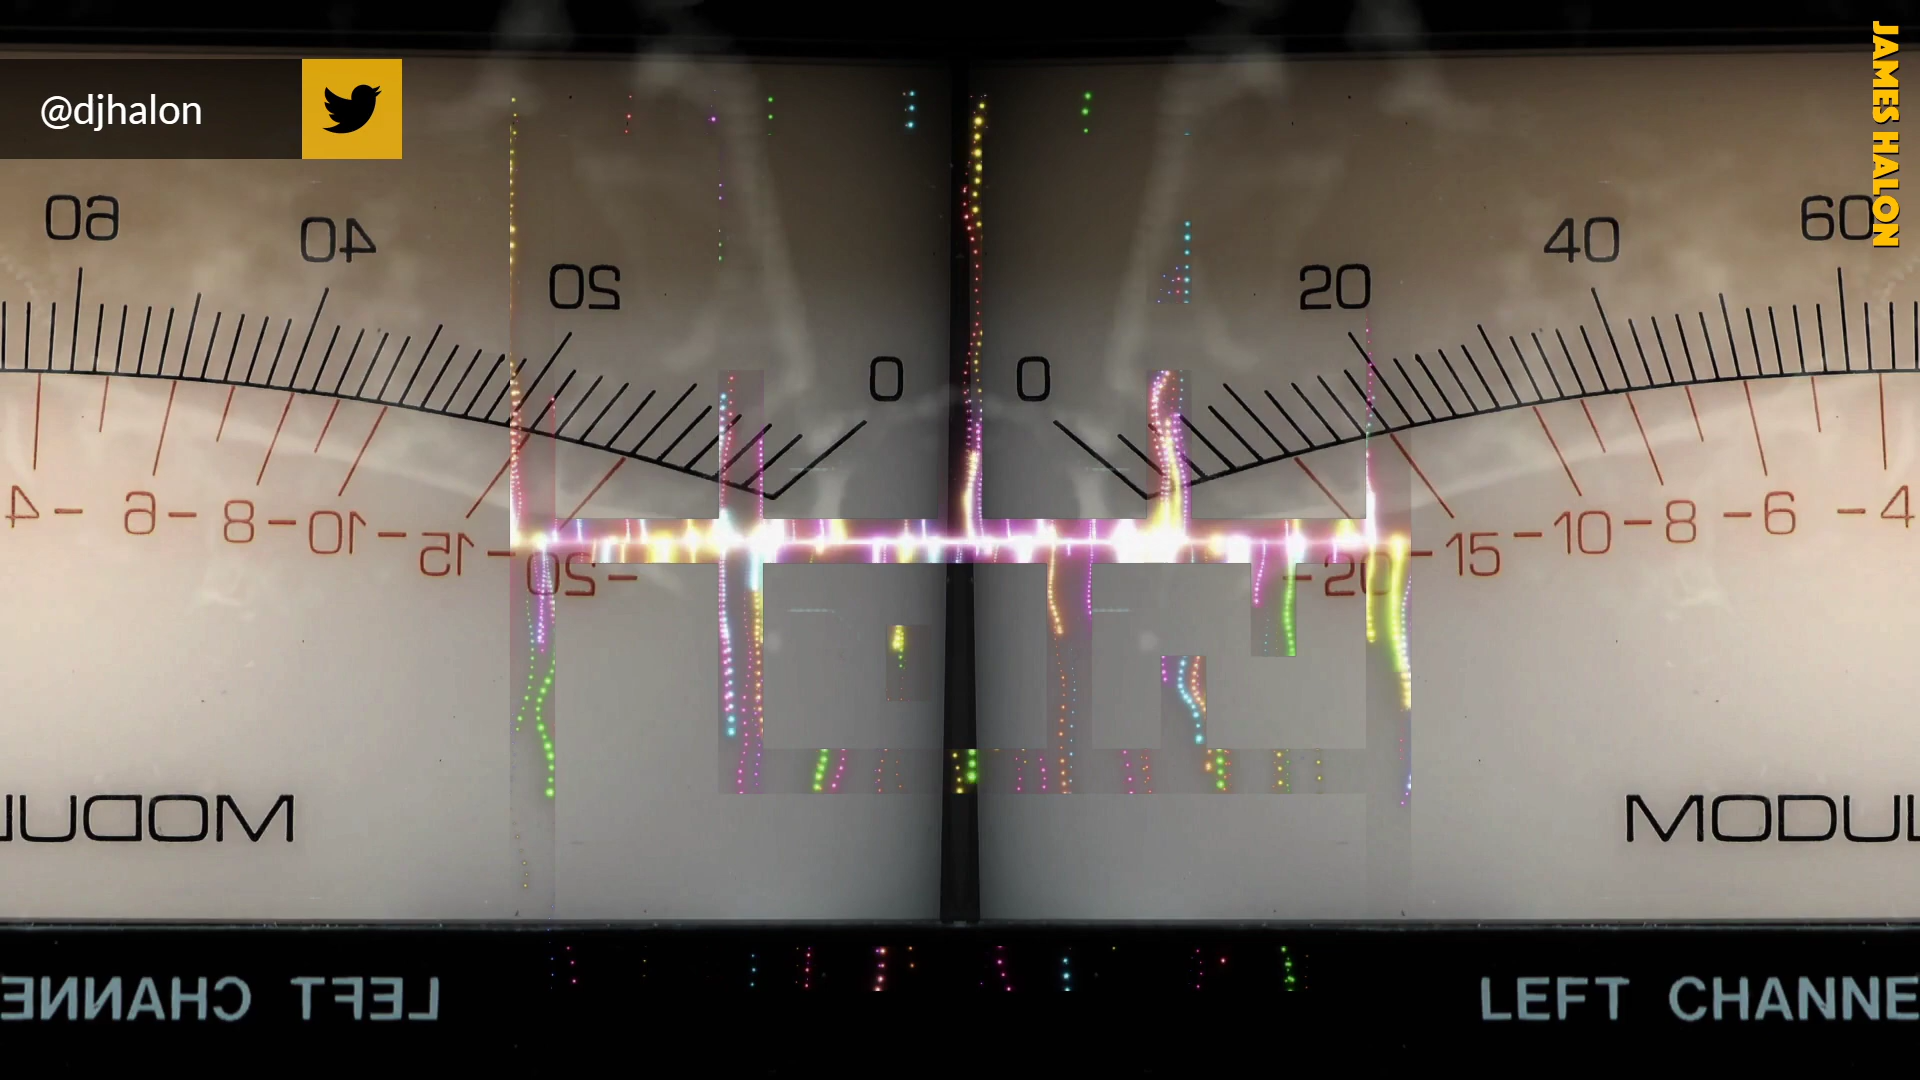 @djhalon
JAMES HALON
60 40 20 0 0 20 40 60
4 - 6 - 8 - 10 - 15 - 20 - -20 -15 -10 -8 -6 -4
MODUL MODUL
LEFT CHANNE LEFT CHANNE